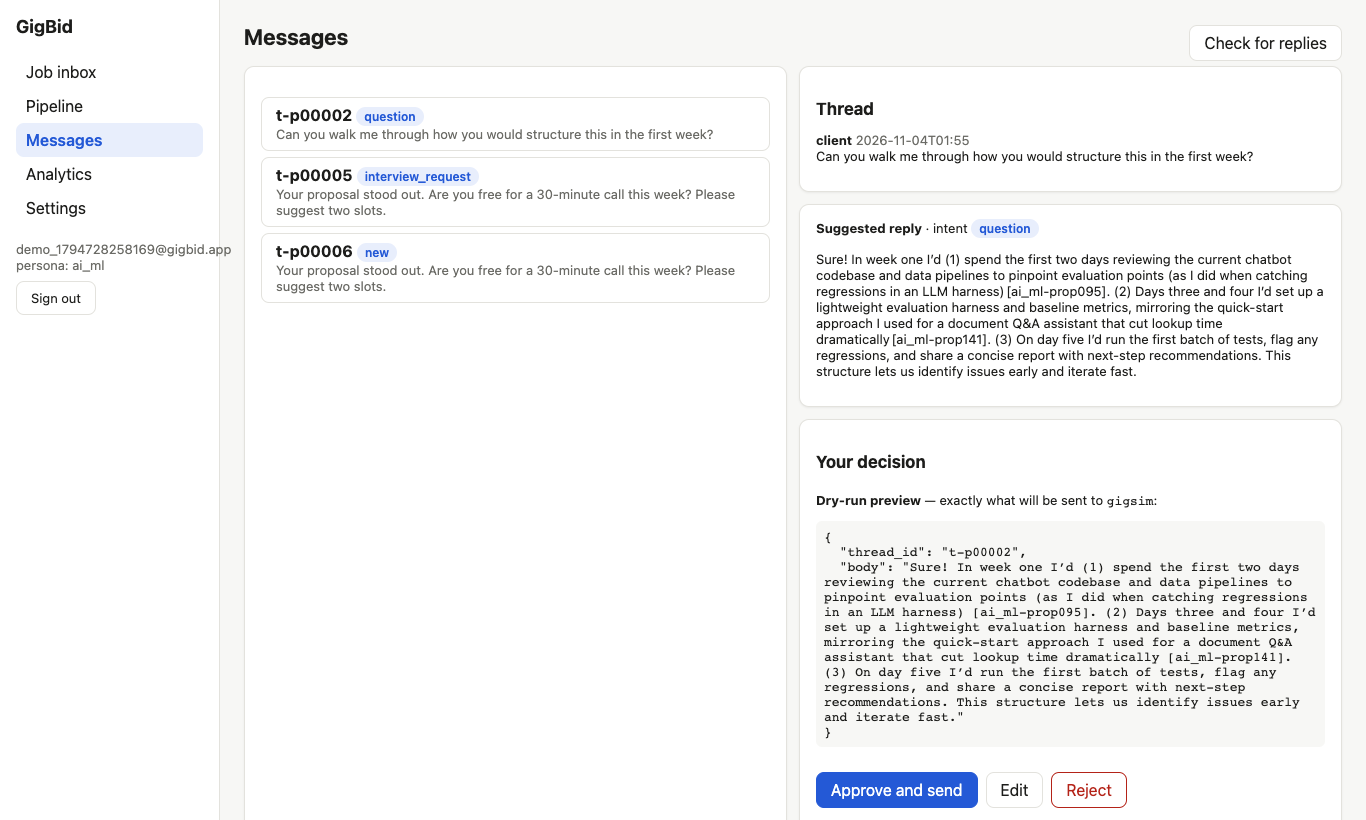 GigBid
Job inbox
Pipeline
Messages
Analytics
Settings
demo_1794728258169@gigbid.app
persona: ai_ml
Sign out
Messages
Check for replies
t-p00002 question
Can you walk me through how you would structure this in the first week?
t-p00005 interview_request
Your proposal stood out. Are you free for a 30-minute call this week? Please
suggest two slots.
t-p00006 new
Your proposal stood out. Are you free for a 30-minute call this week? Please
suggest two slots.
Thread
client 2026-11-04T01:55
Can you walk me through how you would structure this in the first week?
Suggested reply · intent question
Sure! In week one I’d (1) spend the first two days reviewing the current chatbot
codebase and data pipelines to pinpoint evaluation points (as I did when catching
regressions in an LLM harness) [ai_ml-prop095]. (2) Days three and four I’d set up a
lightweight evaluation harness and baseline metrics, mirroring the quick-start
approach I used for a document Q&A assistant that cut lookup time
dramatically [ai_ml-prop141]. (3) On day five I’d run the first batch of tests, flag any
regressions, and share a concise report with next-step recommendations. This
structure lets us identify issues early and iterate fast.
Your decision
Dry-run preview — exactly what will be sent to gigsim:
{
"thread_id": "t-p00002",
"body": "Sure! In week one I’d (1) spend the first two days
reviewing the current chatbot codebase and data pipelines to
pinpoint evaluation points (as I did when catching regressions
in an LLM harness) [ai_ml-prop095]. (2) Days three and four I’d
set up a lightweight evaluation harness and baseline metrics,
mirroring the quick-start approach I used for a document Q&A
assistant that cut lookup time dramatically [ai_ml-prop141].
(3) On day five I’d run the first batch of tests, flag any
regressions, and share a concise report with next-step
recommendations. This structure lets us identify issues early
and iterate fast."
}
Approve and send
Edit
Reject